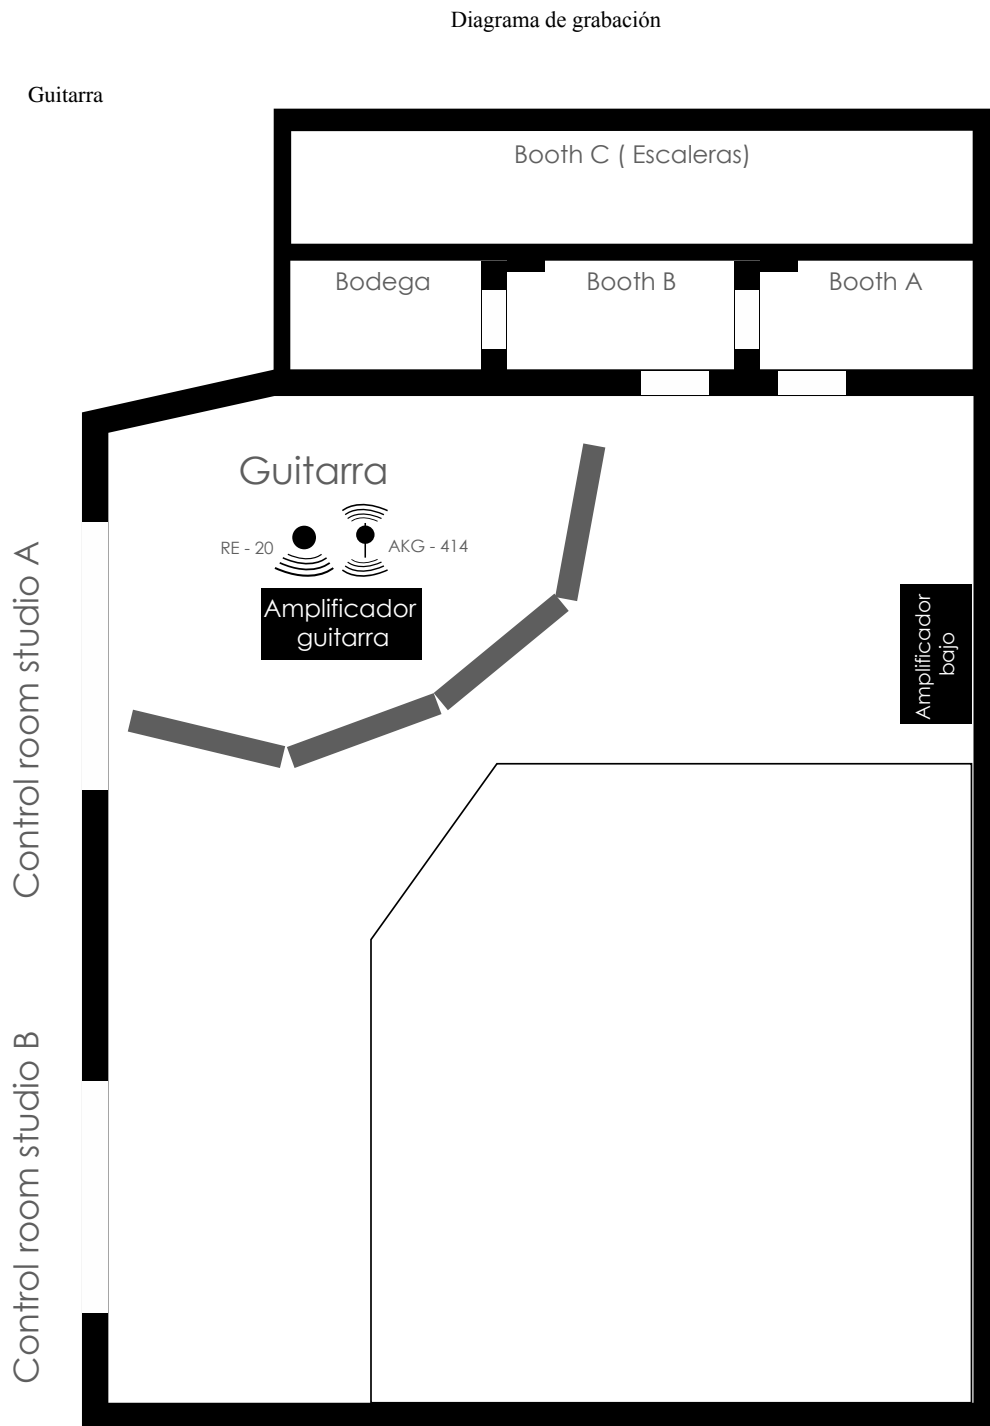 Diagrama de grabación
Guitarra
Booth C ( Escaleras)
Bodega
Booth B
Booth A
Guitarra
RE - 20
AKG - 414
Amplificador
guitarra
Amplificador
bajo
Control room studio A
Control room studio B